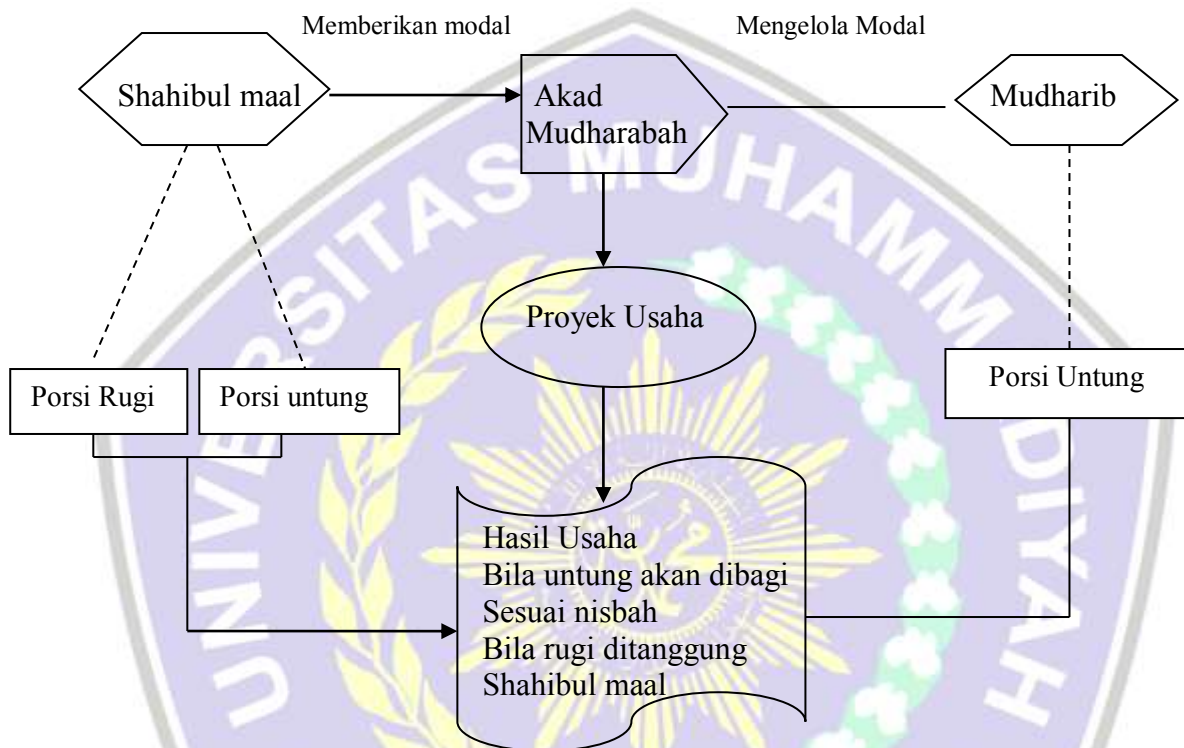 Memberikan modal
Mengelola Modal
Shahibul maal
Akad
Mudharabah
Mudharib
Proyek Usaha
Porsi Rugi
Porsi untung
Porsi Untung
Hasil Usaha
Bila untung akan dibagi
Sesuai nisbah
Bila rugi ditanggung
Shahibul maal
UNIVERSITAS MUHAMMADIYAH